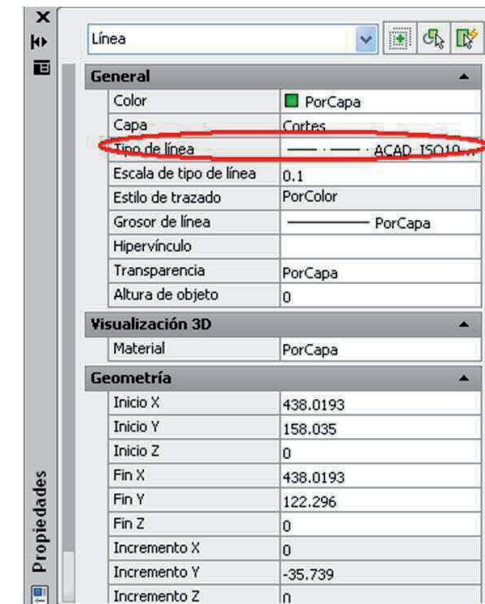 Línea
General
Color PorCapa
Capa Cortes
Tipo de línea ACAD_ISO10...
Escala de tipo de línea 0.1
Estilo de trazado PorColor
Grosor de línea PorCapa
Hipervínculo
Transparencia PorCapa
Altura de objeto 0
Visualización 3D
Material PorCapa
Geometría
Inicio X 438.0193
Inicio Y 158.035
Inicio Z 0
Fin X 438.0193
Fin Y 122.296
Fin Z 0
Incremento X 0
Incremento Y -35.739
Incremento Z 0
Propiedades